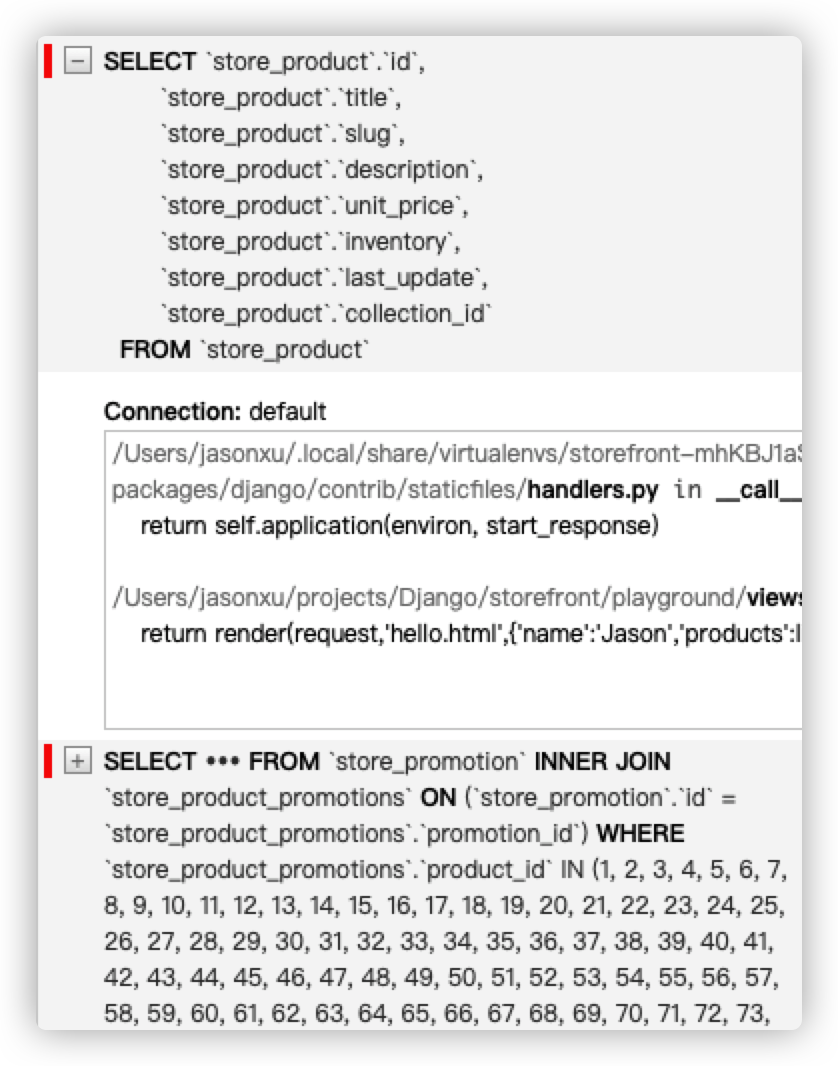 SELECT `store_product`.`id`,
`store_product`.`title`,
`store_product`.`slug`,
`store_product`.`description`,
`store_product`.`unit_price`,
`store_product`.`inventory`,
`store_product`.`last_update`,
`store_product`.`collection_id`
FROM `store_product`
Connection: default
/Users/jasonxu/.local/share/virtualenvs/storefront-mhKBJ1a
packages/django/contrib/staticfiles/handlers.py in __call__
return self.application(environ, start_response)
/Users/jasonxu/projects/Django/storefront/playground/views
return render(request,'hello.html',{'name':'Jason','products':
SELECT ••• FROM `store_promotion` INNER JOIN
`store_product_promotions` ON (`store_promotion`.`id` =
`store_product_promotions`.`promotion_id`) WHERE
`store_product_promotions`.`product_id` IN (1, 2, 3, 4, 5, 6, 7,
8, 9, 10, 11, 12, 13, 14, 15, 16, 17, 18, 19, 20, 21, 22, 23, 24, 25,
26, 27, 28, 29, 30, 31, 32, 33, 34, 35, 36, 37, 38, 39, 40, 41,
42, 43, 44, 45, 46, 47, 48, 49, 50, 51, 52, 53, 54, 55, 56, 57,
58, 59, 60, 61, 62, 63, 64, 65, 66, 67, 68, 69, 70, 71, 72, 73,